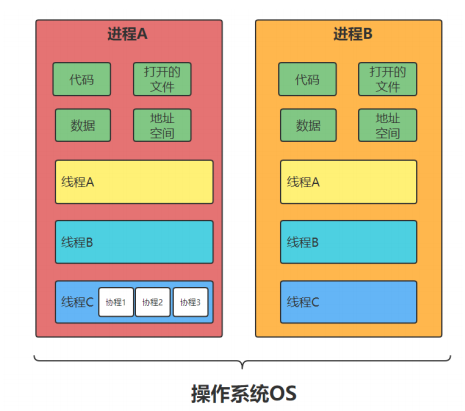 进程A
代码
打开的
文件
数据
地址
空间
线程A
线程B
线程C
协程1
协程2
协程3
进程B
代码
打开的
文件
数据
地址
空间
线程A
线程B
线程C
操作系统OS